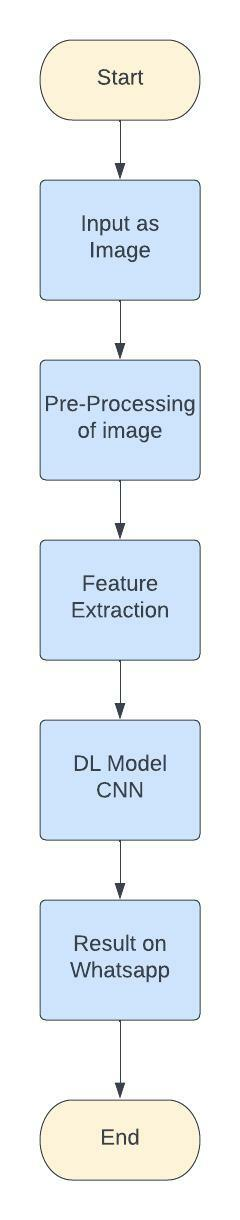 Start
Input as
Image
Pre-Processing
of image
Feature
Extraction
DL Model
CNN
Result on
Whatsapp
End